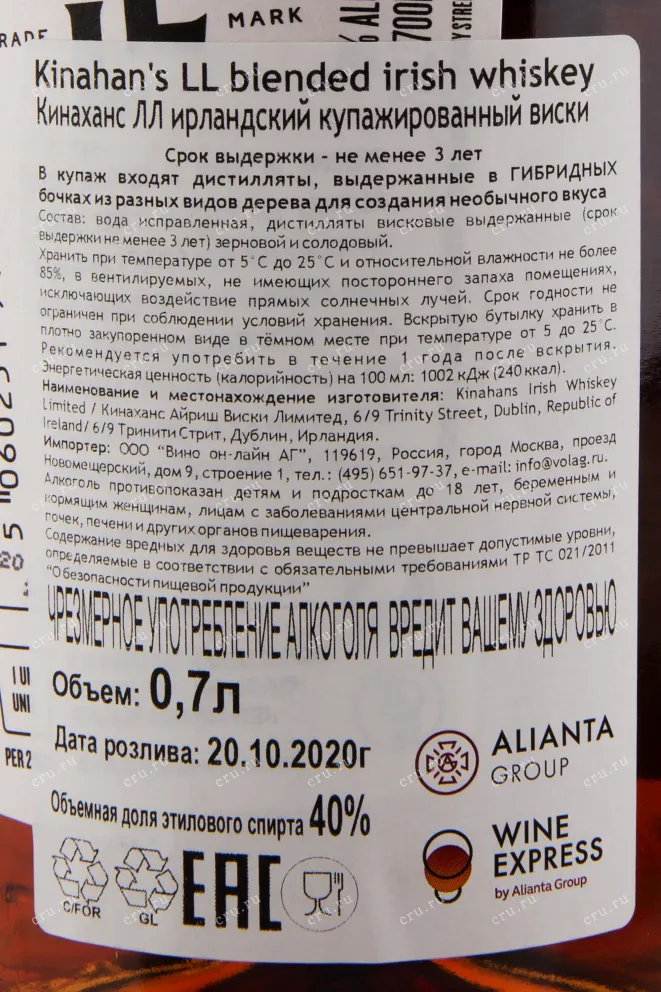 TRADE MARK
% AL
700
Y STRE
Kinahan's LL blended irish whiskey
Кинаханс ЛЛ ирландский купажированный виски
Срок выдержки - не менее 3 лет
В купаж входят дистилляты, выдержанные в ГИБРИДНЫХ
бочках из разных видов дерева для создания необычного вкуса
Состав: вода исправленная, дистилляты висковые выдержанные (срок
выдержки не менее 3 лет) зерновой и солодовый.
Хранить при температуре от 5°С до 25°С и относительной влажности не более
85%, в вентилируемых, не имеющих постороннего запаха помещениях,
исключающих воздействие прямых солнечных лучей. Срок годности не
ограничен при соблюдении условий хранения. Вскрытую бутылку хранить в
плотно закупоренном виде в тёмном месте при температуре от 5 до 25°С.
Рекомендуется употребить в течение 1 года после вскрытия.
Энергетическая ценность (калорийность) на 100 мл: 1002 кДж (240 ккал).
Наименование и местонахождение изготовителя: Kinahans Irish Whiskey
Limited / Кинаханс Айриш Виски Лимитед, 6/9 Trinity Street, Dublin, Republic of
Ireland/ 6/9 Тринити Стрит, Дублин, Ирландия.
Импортер: ООО "Вино он-лайн АГ", 119619, Россия, город Москва, проезд
Новомещерский, дом 9, строение 1, тел.: (495) 651-97-37, e-mail: info@volag.ru.
Алкоголь противопоказан детям и подросткам до 18 лет, беременным и
кормящим женщинам, лицам с заболеваниями центральной нервной системы,
почек, печени и других органов пищеварения.
Содержание вредных для здоровья веществ не превышает допустимые уровни,
определяемые в соответствии с обязательными требованиями ТР ТС 021/2011
"О безопасности пищевой продукции"
ЧРЕЗМЕРНОЕ УПОТРЕБЛЕНИЕ АЛКОГОЛЯ ВРЕДИТ ВАШЕМУ ЗДОРОВЬЮ
Объем: 0,7л
Дата розлива: 20.10.2020г
Объемная доля этилового спирта 40%
ALIANTA
GROUP
WINE
EXPRESS
by Alianta Group
C/FOR
GL
EAC
20
1 UI
UNI
PER 2
cru.ru